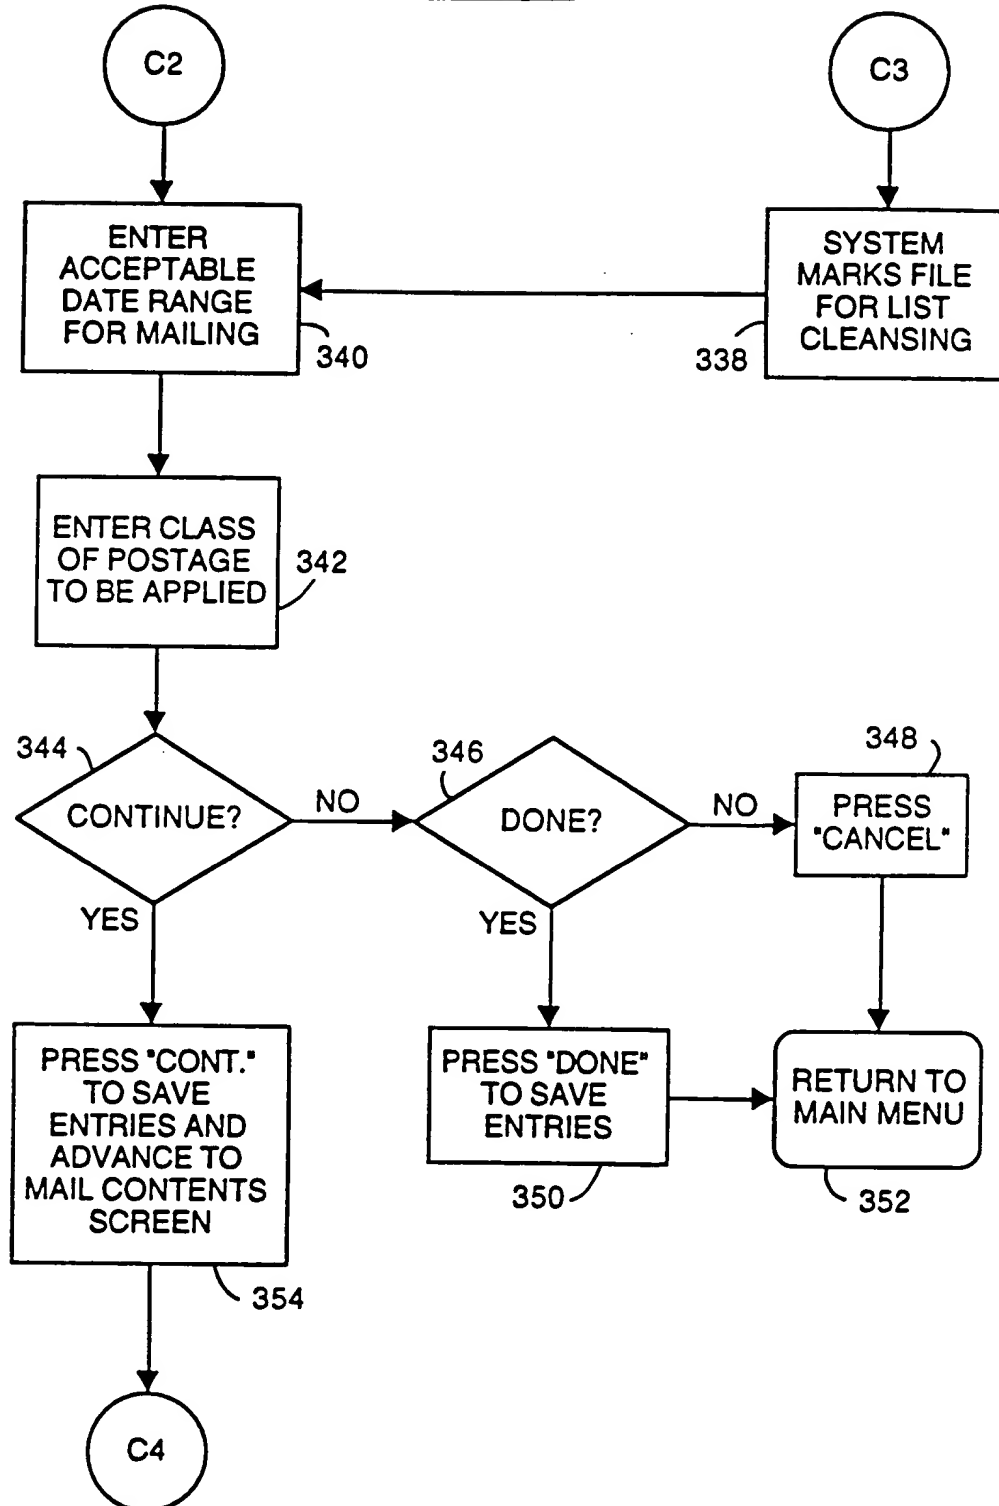 C2
C3
ENTER
ACCEPTABLE
DATE RANGE
FOR MAILING
340
SYSTEM
MARKS FILE
FOR LIST
CLEANSING
338
ENTER CLASS
OF POSTAGE
TO BE APPLIED
342
344
CONTINUE?
NO
YES
346
DONE?
NO
YES
348
PRESS
"CANCEL"
PRESS "CONT."
TO SAVE
ENTRIES AND
ADVANCE TO
MAIL CONTENTS
SCREEN
354
PRESS "DONE"
TO SAVE
ENTRIES
350
RETURN TO
MAIN MENU
352
C4